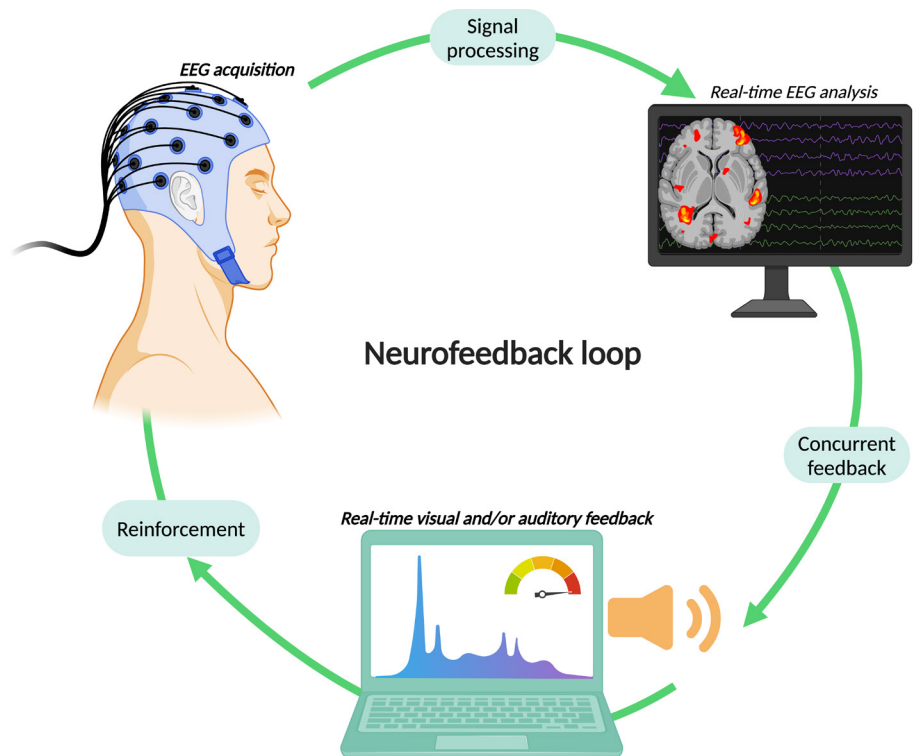 Signal
processing
EEG acquisition
Real-time EEG analysis
Neurofeedback loop
Concurrent
feedback
Reinforcement
Real-time visual and/or auditory feedback